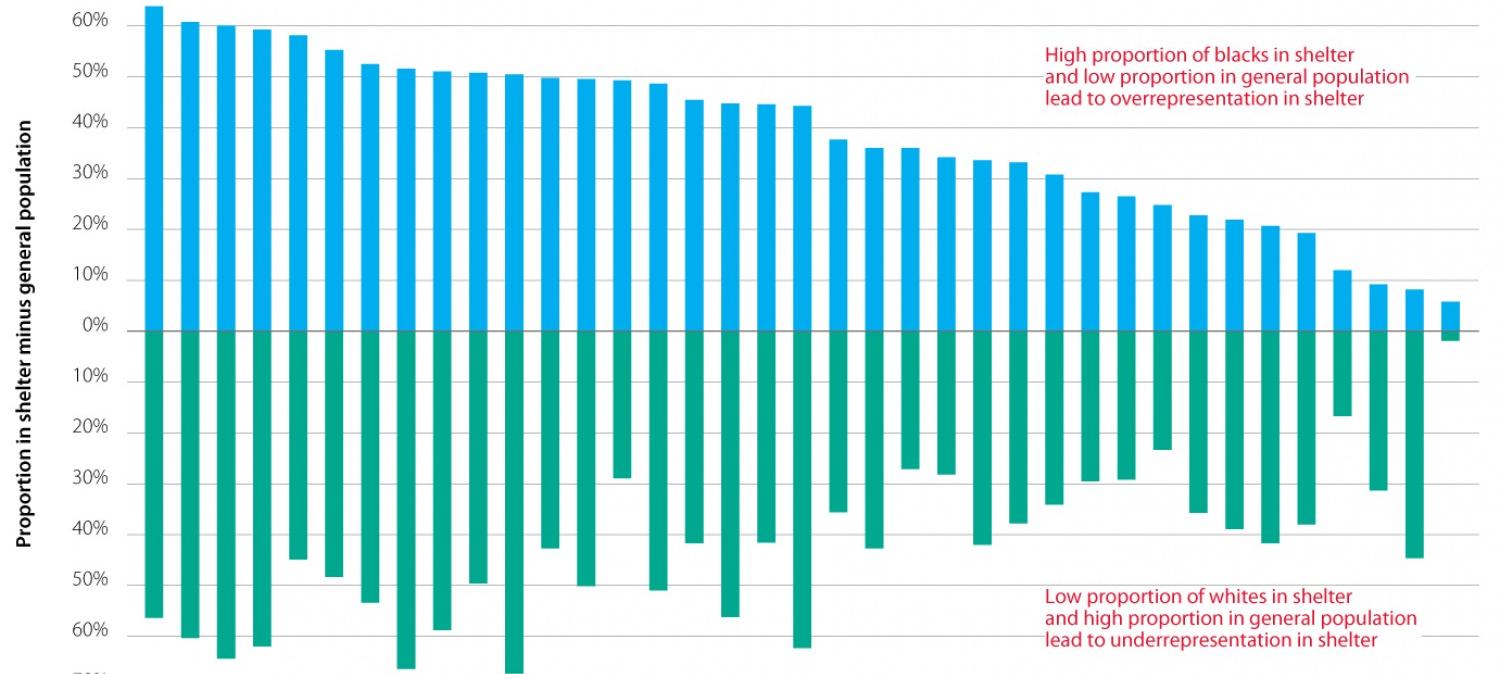 60%
High proportion of blacks in shelter
50%
and low proportion in general population
lead to overrepresentation in shelter
40%
30%
20%
10%
0%
10%
20%
30%
40%
50%
Low proportion of whites in shelter
and high proportion in general population
60%
lead to underrepresentation in shelter
Proportion in shelter minus general population